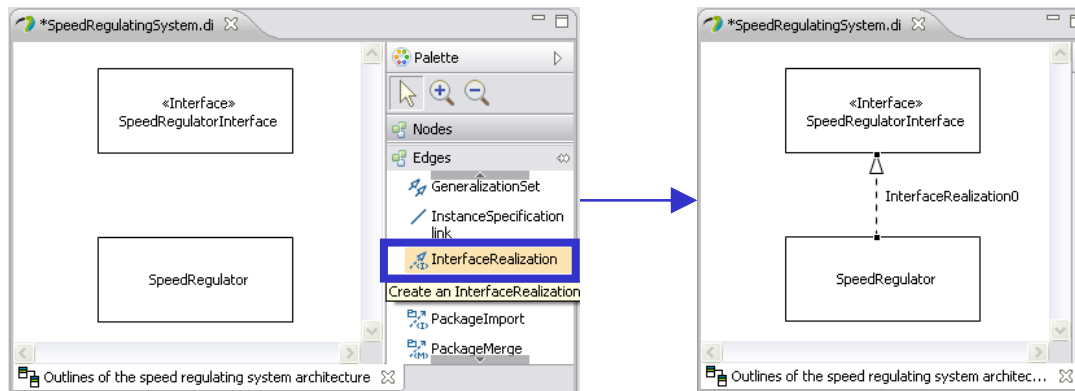 *SpeedRegulatingSystem.di
«Interface»
SpeedRegulatorInterface
SpeedRegulator
Palette
Nodes
Edges
GeneralizationSet
InstanceSpecification
link
InterfaceRealization
Create an InterfaceRealization
PackageImport
PackageMerge
Outlines of the speed regulating system architecture
*SpeedRegulatingSystem.di
«Interface»
SpeedRegulatorInterface
InterfaceRealization0
SpeedRegulator
Outlines of the speed regulating system architec...